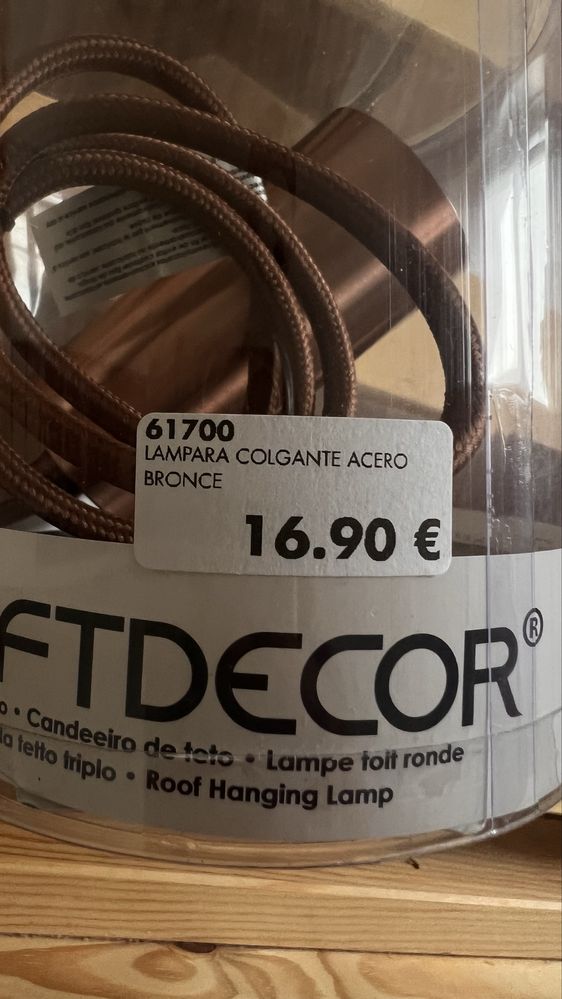 61700
LAMPARA COLGANTE ACERO
BRONCE
16.90 €
FTDECOR®
o • Candeeiro de teto • Lampe toit ronde
la tetto triplo • Roof Hanging Lamp